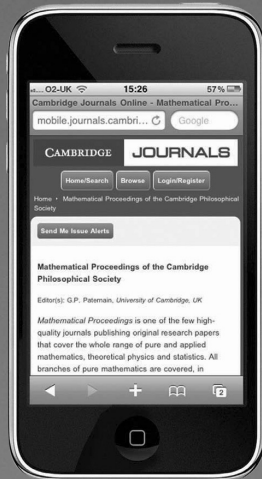 O2-UK 15:26 57%
Cambridge Journals Online - Mathematical Pro...
mobile.journals.cambri... Google
CAMBRIDGE JOURNALS
Home/Search Browse Login/Register
Home › Mathematical Proceedings of the Cambridge Philosophical
Society
Send Me Issue Alerts
Mathematical Proceedings of the Cambridge
Philosophical Society
Editor(s): G.P. Paternain, University of Cambridge, UK
Mathematical Proceedings is one of the few high-
quality journals publishing original research papers
that cover the whole range of pure and applied
mathematics, theoretical physics and statistics. All
branches of pure mathematics are covered, in
2